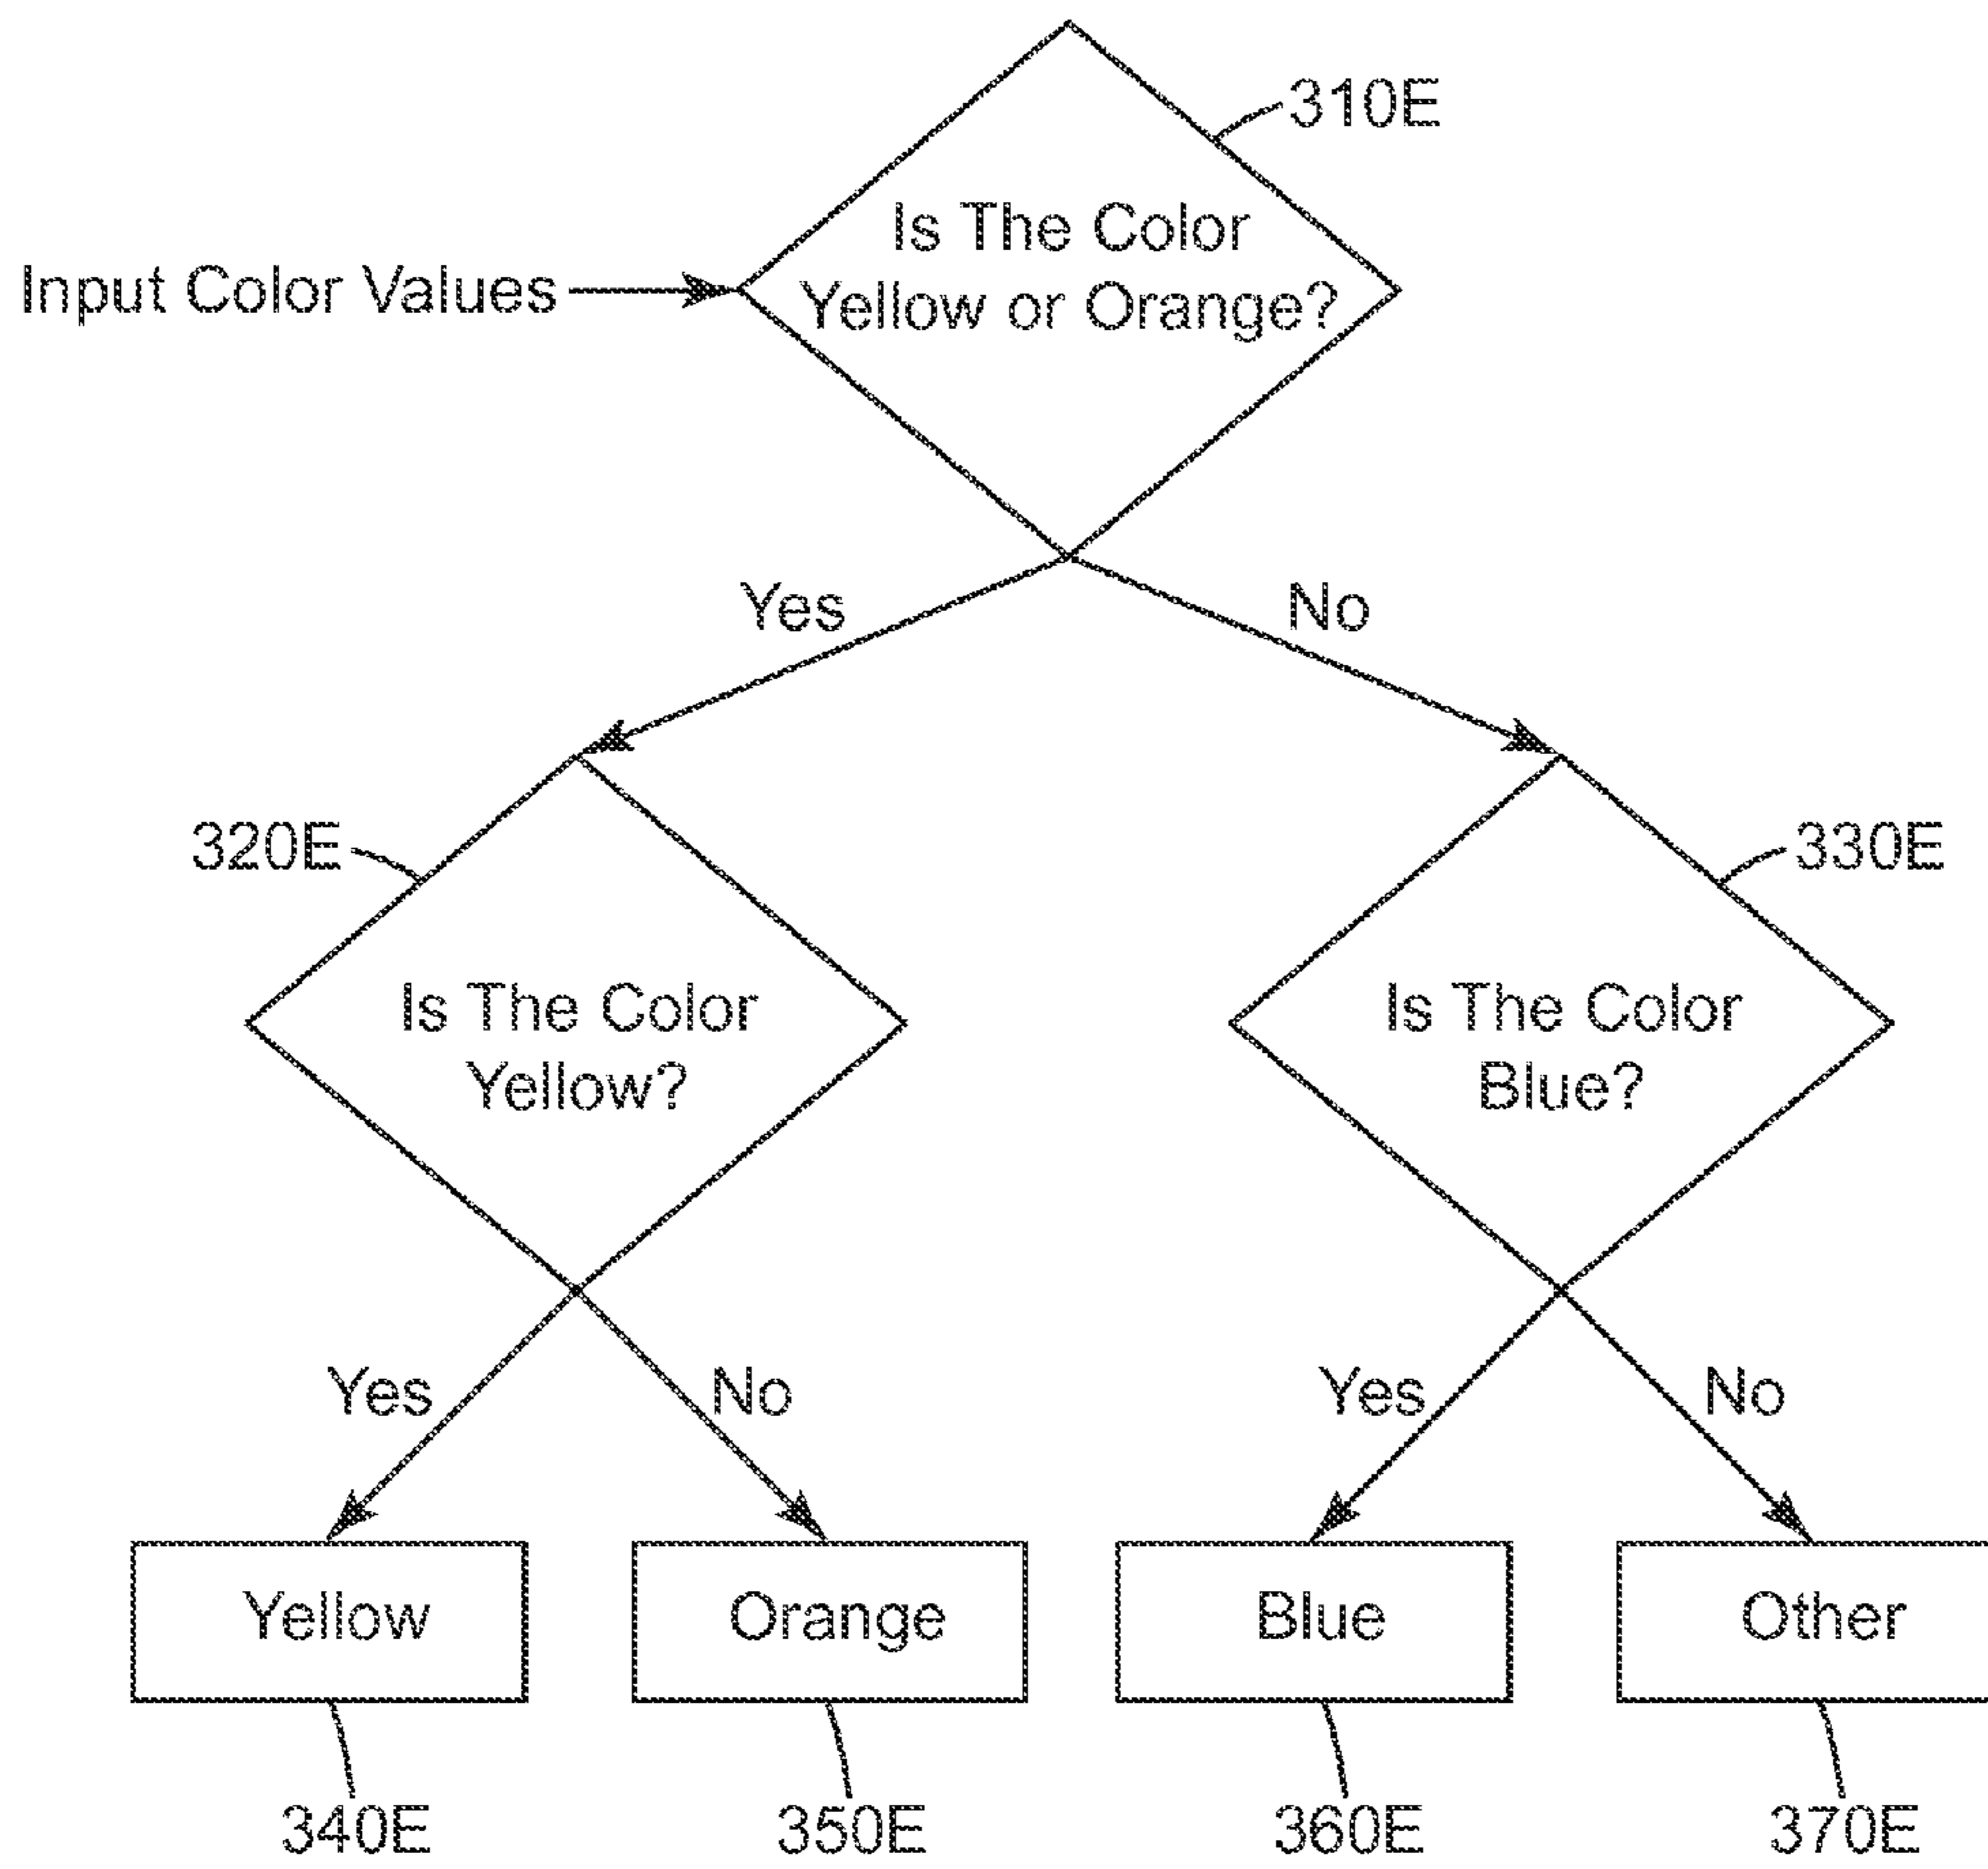 310E
Is The Color
Yellow or Orange?
Input Color Values
Yes
No
320E
330E
Is The Color
Yellow?
Is The Color
Blue?
Yes
No
Yes
No
Yellow
Orange
Blue
Other
340E
350E
360E
370E